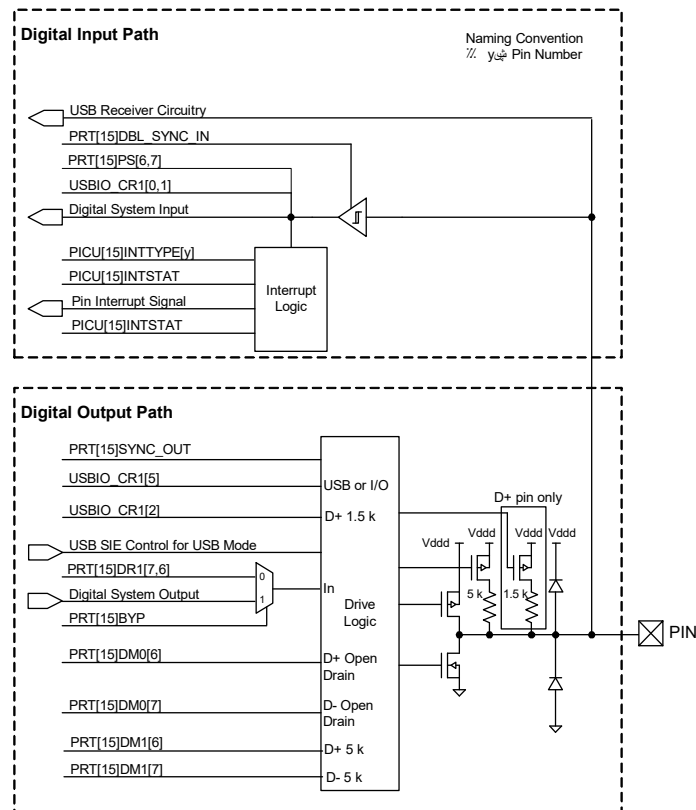 Digital Input Path
Naming Convention
y Pin Number
USB Receiver Circuitry
PRT[15]DBL_SYNC_IN
PRT[15]PS[6,7]
USBIO_CR1[0,1]
Digital System Input
PICU[15]INTTYPE[y]
PICU[15]INTSTAT
Pin Interrupt Signal
PICU[15]INTSTAT
Interrupt
Logic
Digital Output Path
PRT[15]SYNC_OUT
USBIO_CR1[5]
USBIO_CR1[2]
USB SIE Control for USB Mode
PRT[15]DR1[7,6]
Digital System Output
PRT[15]BYP
PRT[15]DM0[6]
PRT[15]DM0[7]
PRT[15]DM1[6]
PRT[15]DM1[7]
0
1
USB or I/O
D+ 1.5 k
In
Drive
Logic
D+ Open
Drain
D- Open
Drain
D+ 5 k
D- 5 k
D+ pin only
Vddd
Vddd
Vddd
Vddd
5 k
1.5 k
PIN